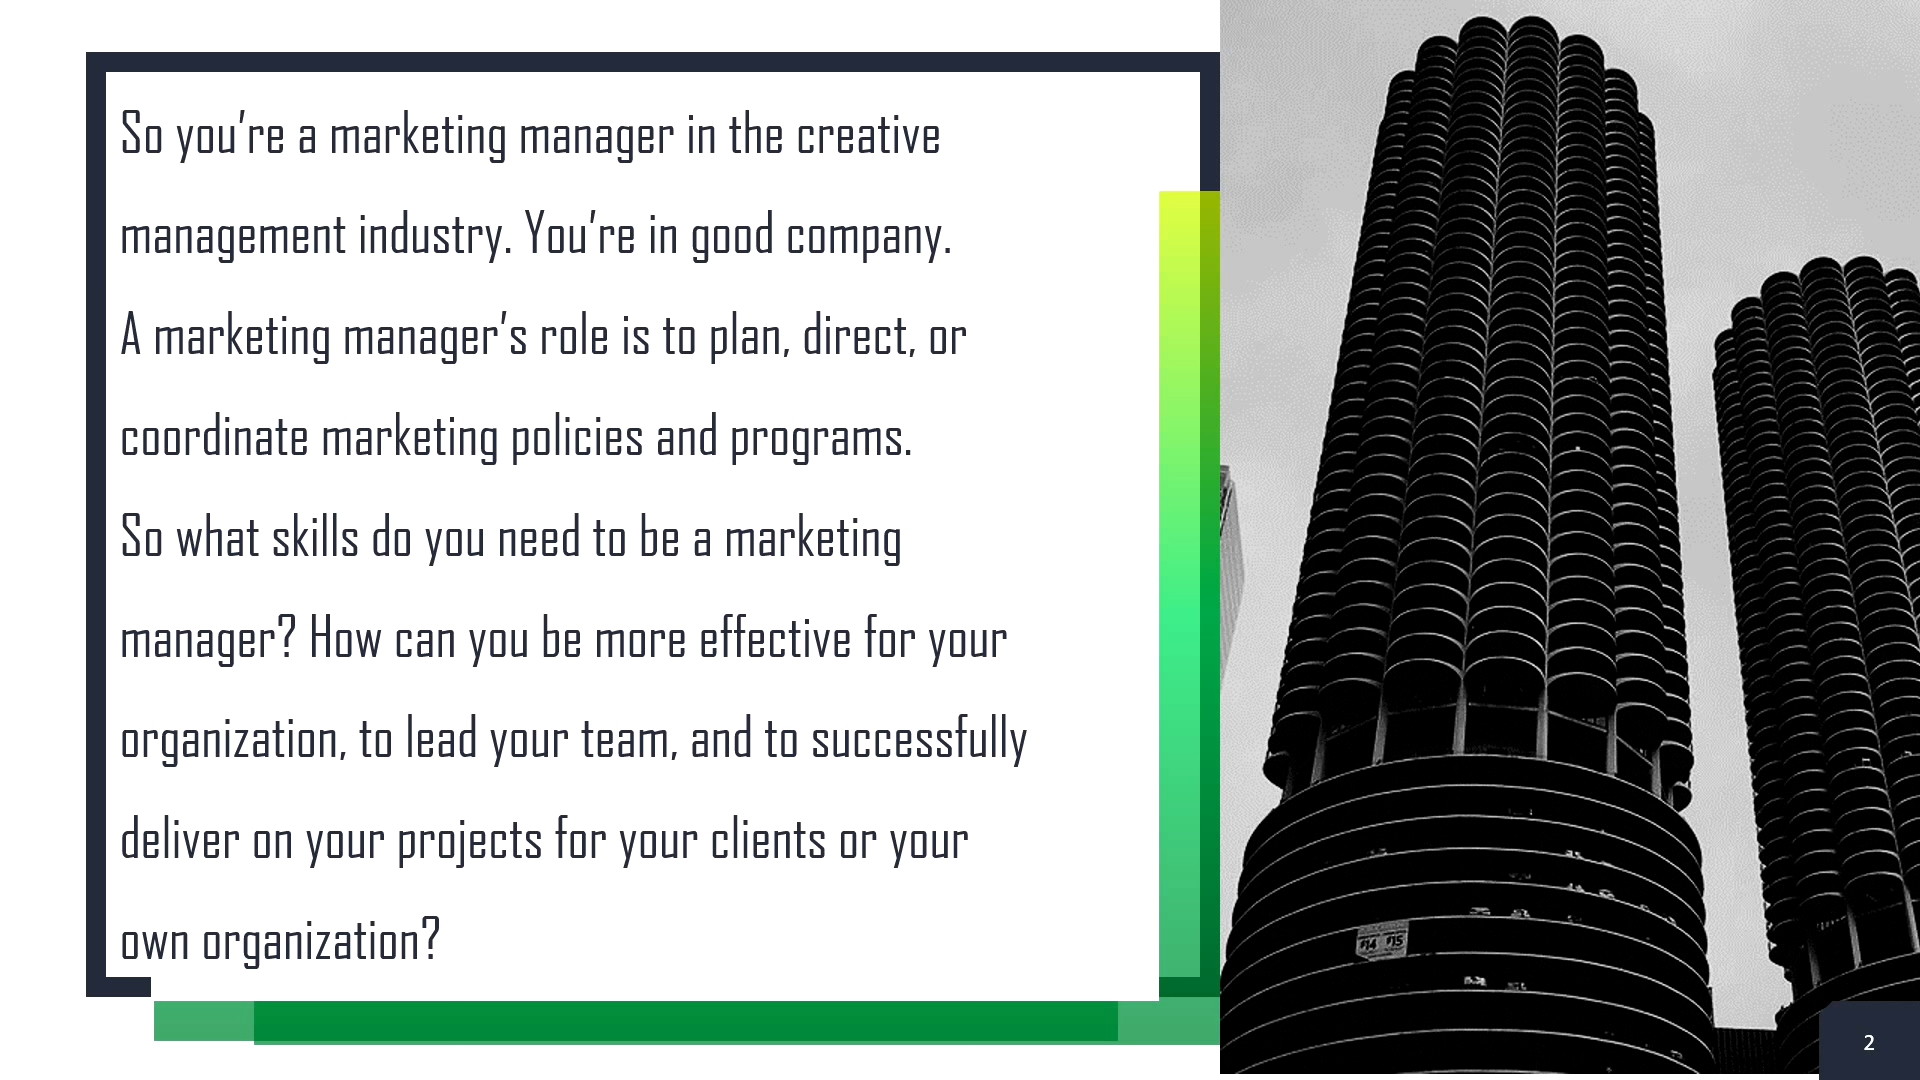 So you’re a marketing manager in the creative
management industry. You’re in good company.
A marketing manager’s role is to plan, direct, or
coordinate marketing policies and programs.
So what skills do you need to be a marketing
manager? How can you be more effective for your
organization, to lead your team, and to successfully
deliver on your projects for your clients or your
own organization?
$14 $15
2